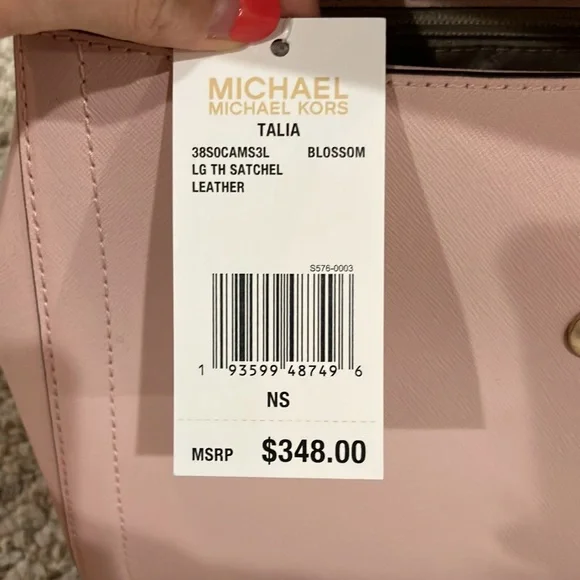 MICHAEL
MICHAEL KORS
TALIA
38S0CAMS3L BLOSSOM
LG TH SATCHEL
LEATHER
S576-0003
1 93599 48749 6
NS
MSRP $348.00